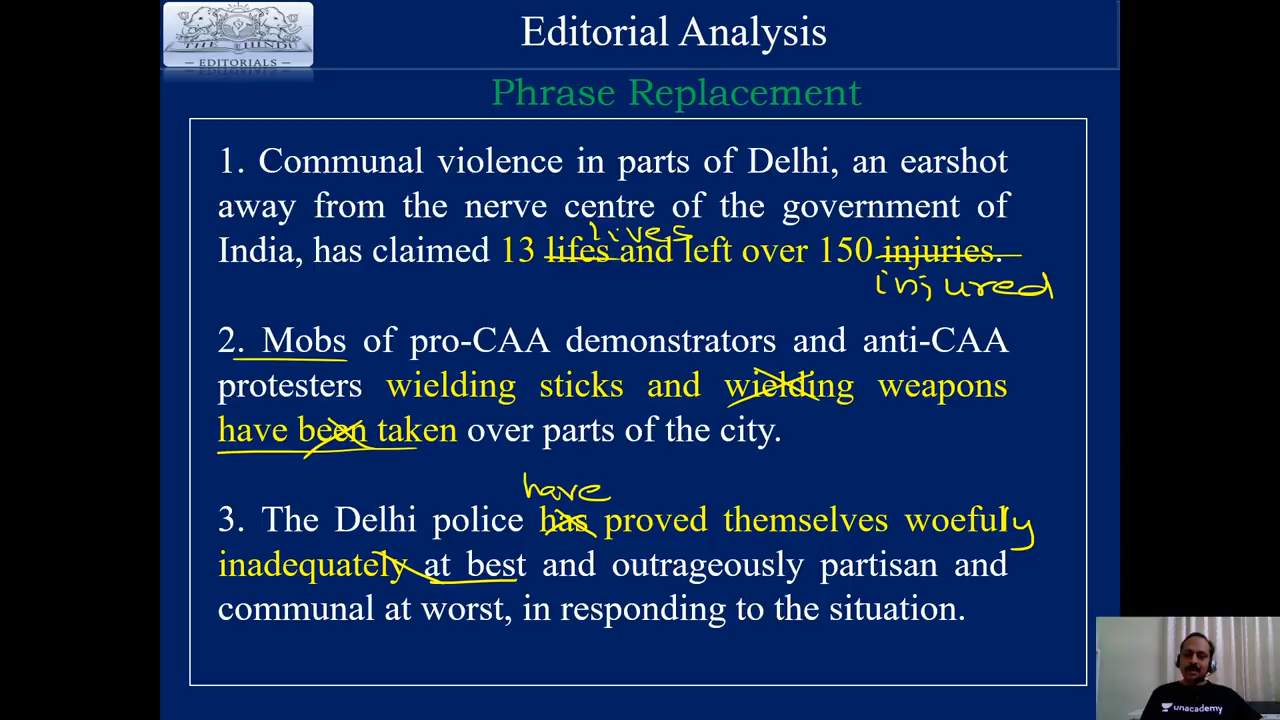 THE HINDU
— EDITORIALS —
Editorial Analysis
Phrase Replacement
1. Communal violence in parts of Delhi, an earshot
away from the nerve centre of the government of
lives
India, has claimed 13 lifes and left over 150 injuries.
injured
2. Mobs of pro-CAA demonstrators and anti-CAA
protesters wielding sticks and wielding weapons
have been taken over parts of the city.
have
3. The Delhi police has proved themselves woefully
inadequately at best and outrageously partisan and
communal at worst, in responding to the situation.
unacademy